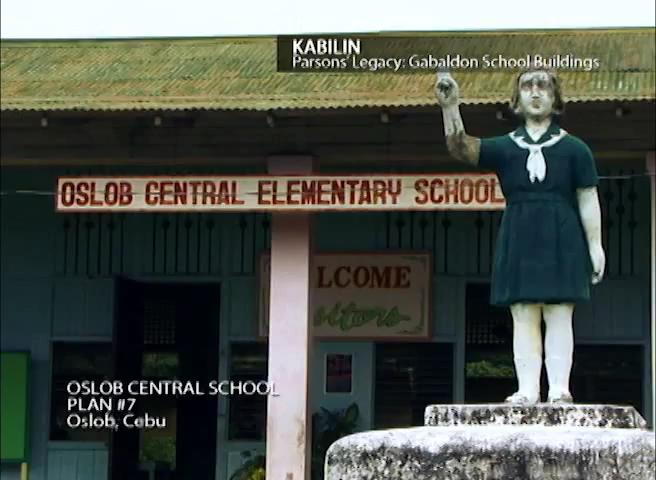 KABILIN
Parsons' Legacy: Gabaldon School Buildings
OSLOB CENTRAL ELEMENTARY SCHOOL
LCOME
OSLOB CENTRAL SCHOOL
PLAN #7
Oslob, Cebu